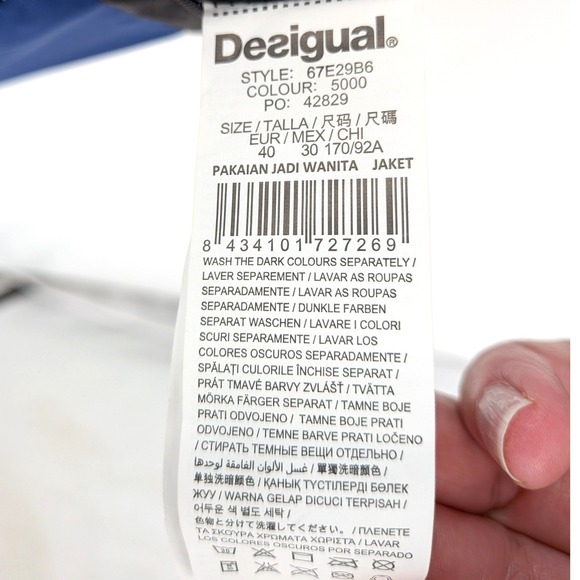 Desigual®
STYLE: 67E29B6
COLOUR: 5000
PO: 42829
SIZE / TALLA / 尺码 / 尺碼
EUR / MEX / CHI
40 30 170/92A
PAKAIAN JADI WANITA JAKET
8 434101 727269
WASH THE DARK COLOURS SEPARATELY /
LAVER SEPAREMENT / LAVAR AS ROUPAS
SEPARADAMENTE / LAVAR AS ROUPAS
SEPARADAMENTE / DUNKLE FARBEN
SEPARAT WASCHEN / LAVARE I COLORI
SCURI SEPARAMENTE / LAVAR LOS
COLORES OSCUROS SEPARADAMENTE /
SPĂLAȚI CULORILE ÎNCHISE SEPARAT /
PRÁT TMAVÉ BARVY ZVLÁŠŤ / TVÄTTA
MÖRKA FÄRGER SEPARAT / TAMNE BOJE
PRATI ODVOJENO / TAMNE BOJE PRATI
ODVOJENO / TEMNE BARVE PRATI LOČENO
/ СТИРАТЬ ТЕМНЫЕ ВЕЩИ ОТДЕЛЬНО /
غسل الألوان الغامقة لوحدها / 單獨洗暗顏色 /
单独洗暗颜色 / ҚАНЫҚ ТҮСТІЛЕРДІ БӨЛЕК
ЖУУ / WARNA GELAP DICUCI TERPISAH /
어두운 색 별도 세탁 /
色物と分けて洗濯してください。 / ΠΛΕΝΕΤΕ
ΤΑ ΣΚΟΥΡΑ ΧΡΩΜΑΤΑ ΧΩΡΙΣΤΑ / LAVAR
LOS COLORES OSCUROS POR SEPARADO